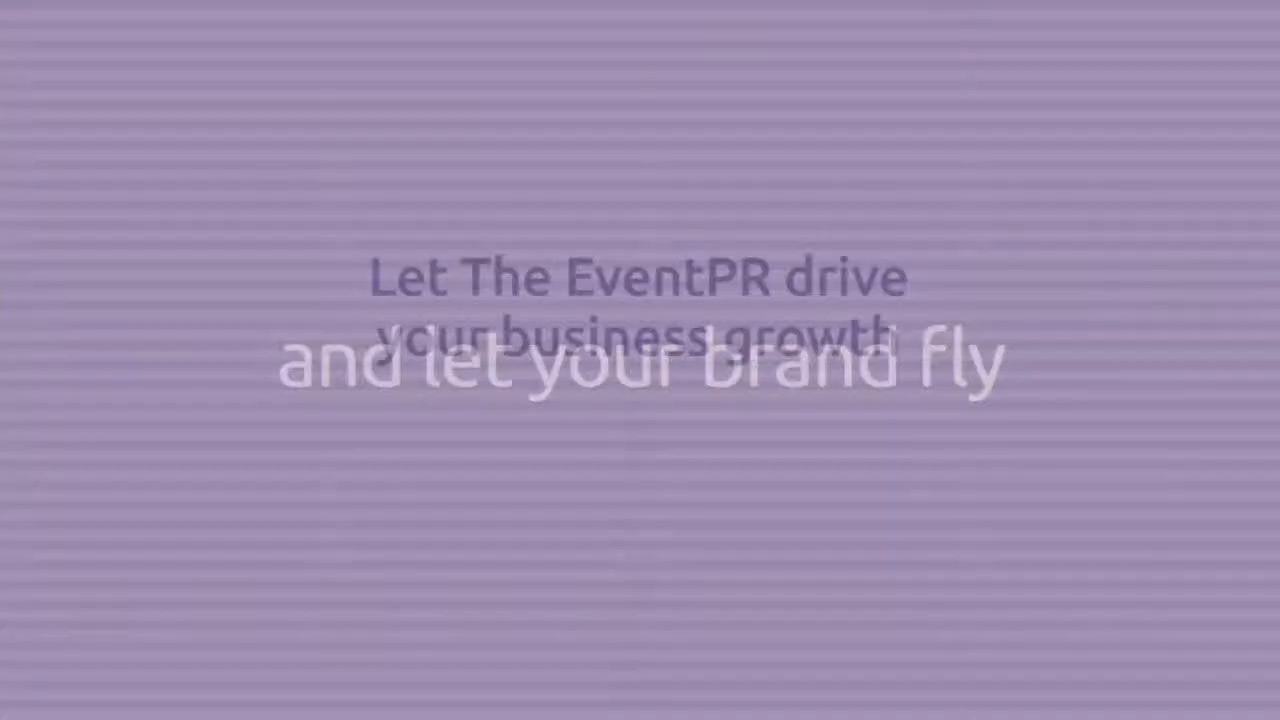 Let The EventPR drive
your business growth
and let your brand fly